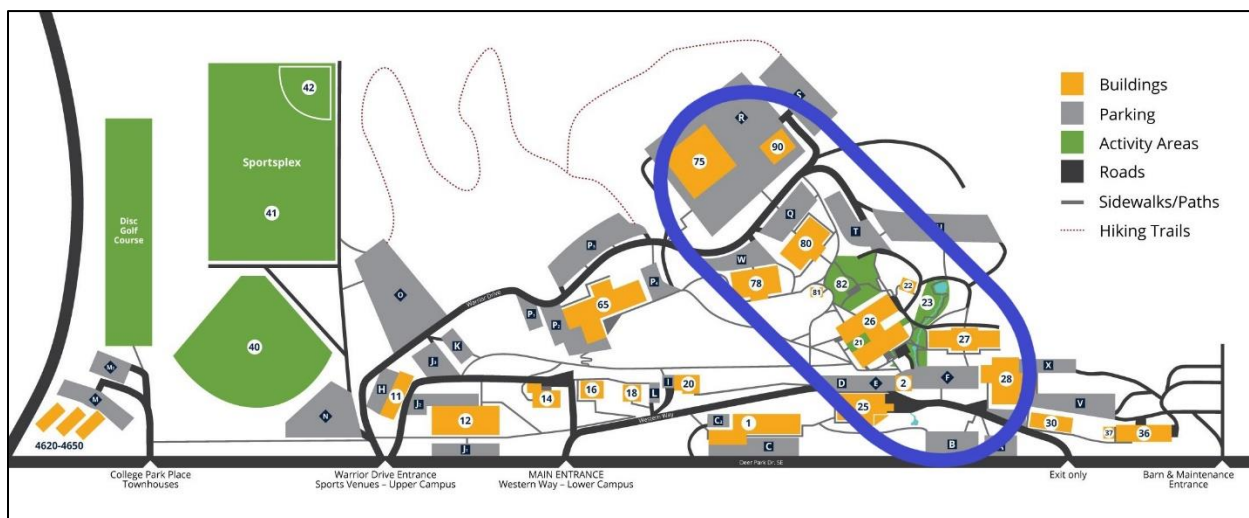 42
Sportsplex
41
Disc
Golf
Course
40
M
M
4620-4650
N
O
K
H
11
12
14
16
18
L
I
20
65
W
78
Q
80
T
81
82
22
23
26
21
27
75
90
R
S
D
E
2
F
28
X
V
25
C
1
B
30
37
36
Warrior Drive
Western Way
Deer Park Dr. SE
Buildings
Parking
Activity Areas
Roads
Sidewalks/Paths
Hiking Trails
College Park Place
Townhouses
Warrior Drive Entrance
Sports Venues – Upper Campus
MAIN ENTRANCE
Western Way – Lower Campus
Exit only
Barn & Maintenance
Entrance